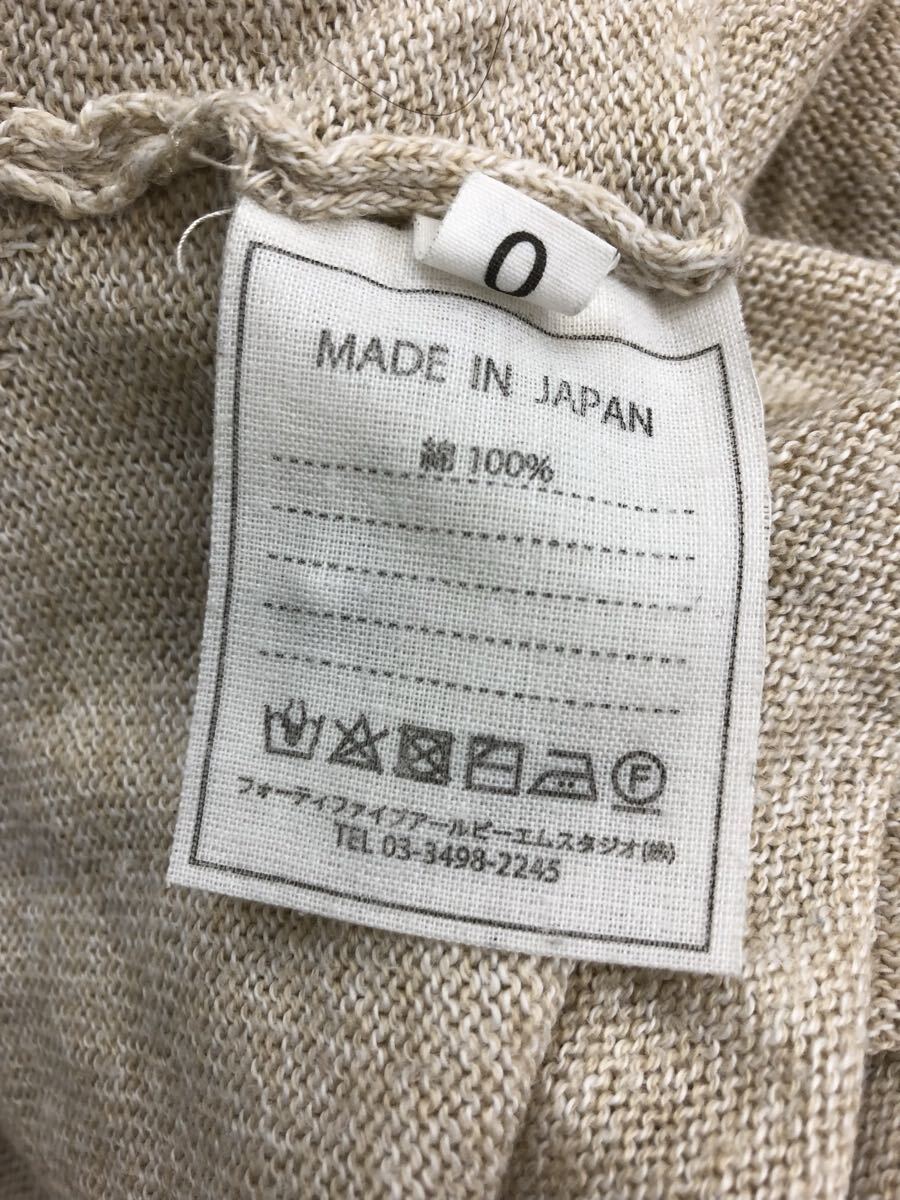 0
MADE IN JAPAN
綿 100%
F
フォーティファイブアールピーエムスタジオ(株)
TEL 03-3498-2245